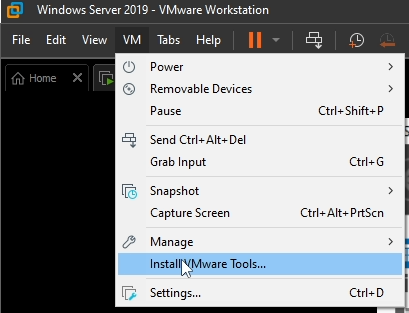 Windows Server 2019 - VMware Workstation
File Edit View VM Tabs Help
Home
Power
Removable Devices
Pause Ctrl+Shift+P
Send Ctrl+Alt+Del
Grab Input Ctrl+G
Snapshot
Capture Screen Ctrl+Alt+PrtScn
Manage
Install VMware Tools...
Settings... Ctrl+D